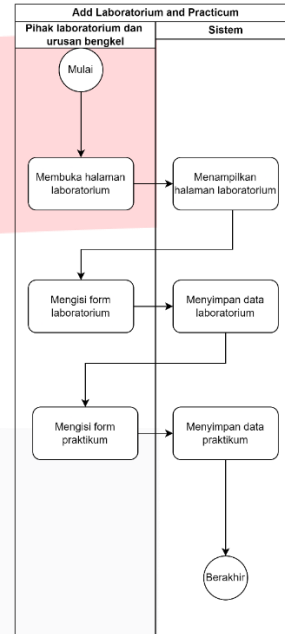 Add Laboratorium and Practicum
Pihak laboratorium dan
urusan bengkel
Sistem
Mulai
Membuka halaman
laboratorium
Menampilkan
halaman laboratorium
Mengisi form
laboratorium
Menyimpan data
laboratorium
Mengisi form
praktikum
Menyimpan data
praktikum
Berakhir